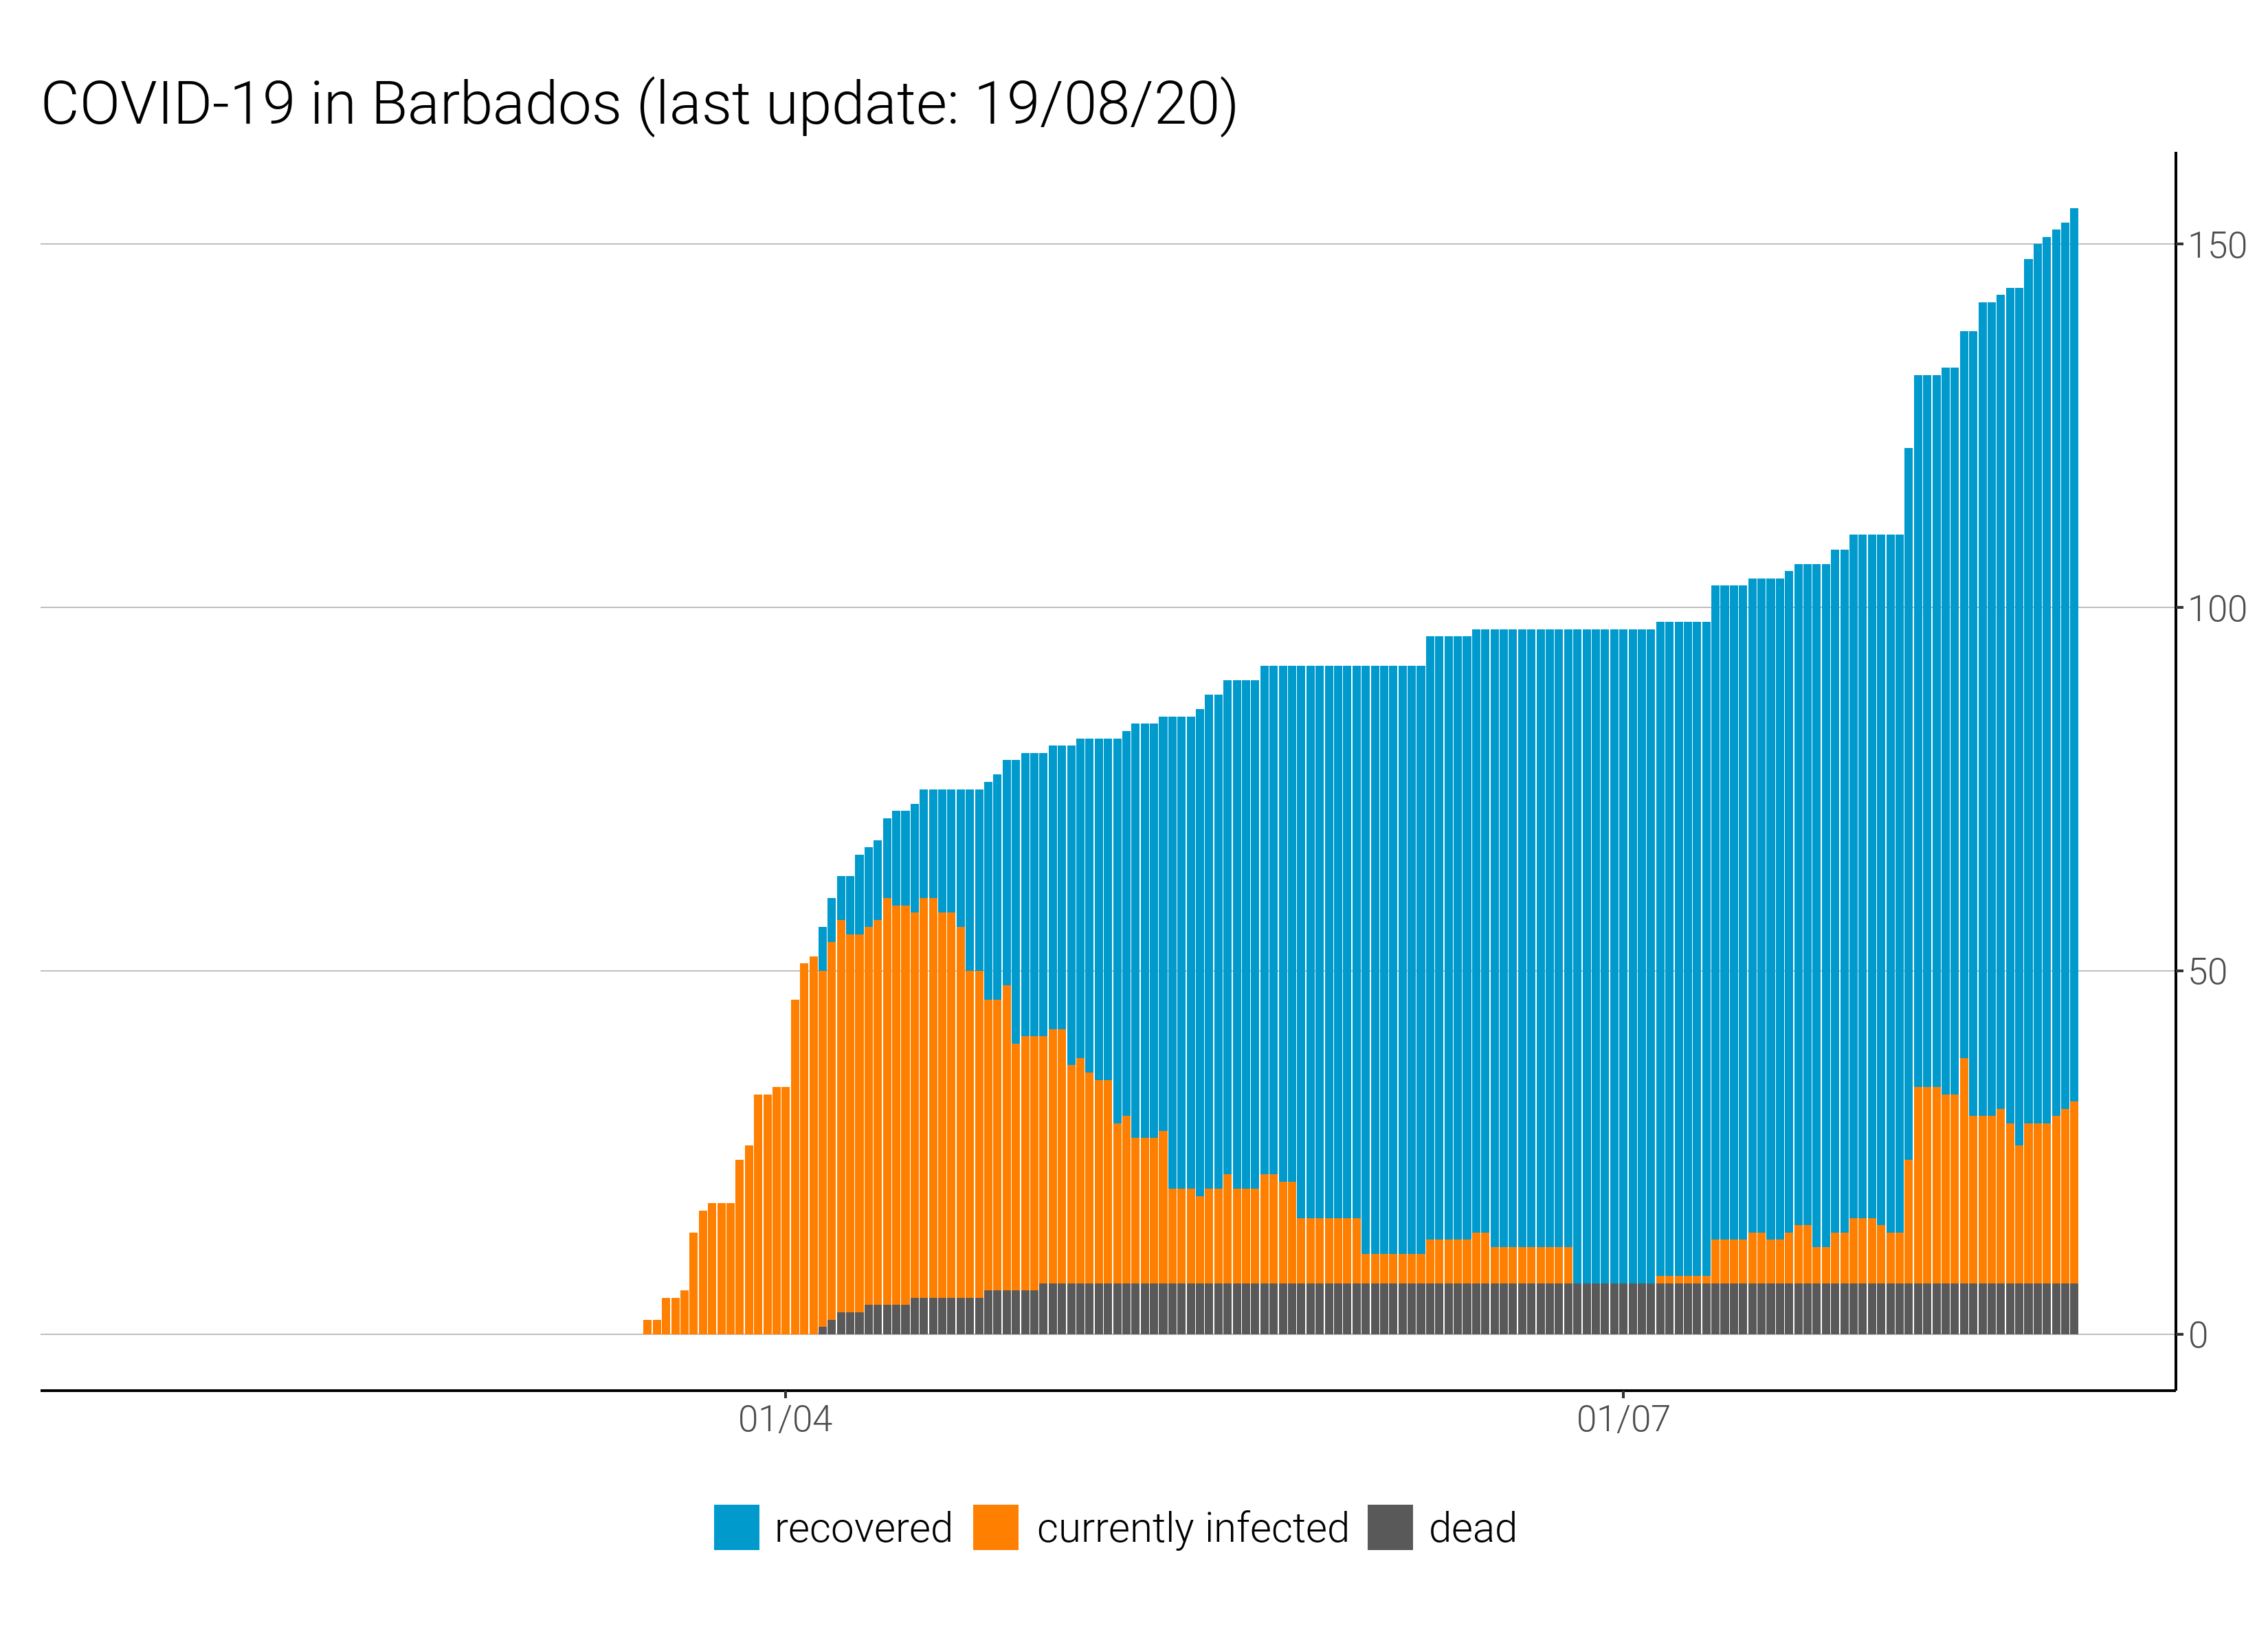 COVID-19 in Barbados (last update: 19/08/20)
150
100
50
0
01/04 01/07
recovered currently infected dead